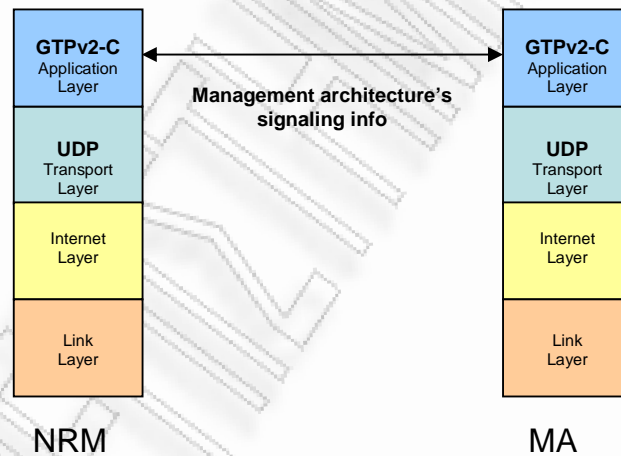 GTPv2-C
Application
Layer
UDP
Transport
Layer
Internet
Layer
Link
Layer
NRM
Management architecture's
signaling info
GTPv2-C
Application
Layer
UDP
Transport
Layer
Internet
Layer
Link
Layer
MA